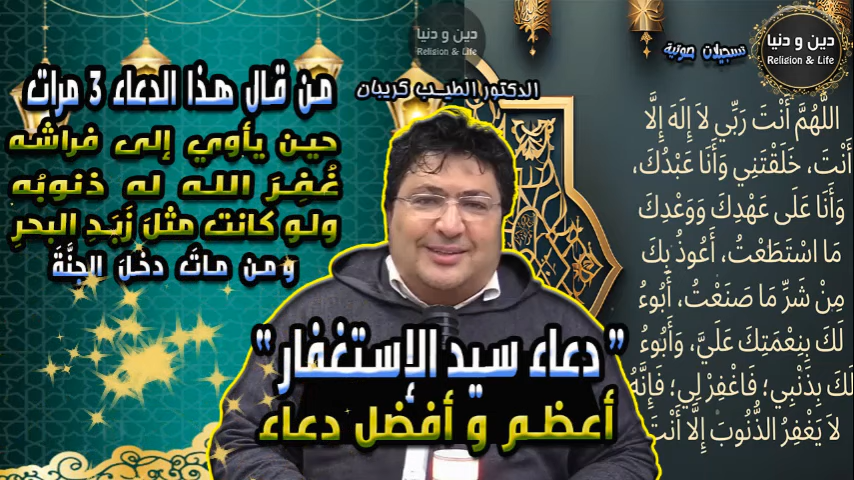 دين و دنيا
Religion & Life
تسجيلات صوتية
دين و دنيا
Religion & Life
الدكتور الطيب كريبان
من قال هذا الدعاء 3 مرات
حين يأوي إلى فراشه
غُفِرَ الله له ذنوبُه
ولو كانت مثلَ زَبَدِ البحرِ
ومن ماتَ دخلَ الجنَّةَ
اللَّهُمَّ أَنْتَ رَبِّي لاَ إِلَهَ إِلَّا
أَنْتَ، خَلَقْتَنِي وَأَنَا عَبْدُكَ،
وَأَنَا عَلَى عَهْدِكَ وَوَعْدِكَ
مَا اسْتَطَعْتُ، أَعُوذُ بِكَ
مِنْ شَرِّ مَا صَنَعْتُ، أَبُوءُ
لَكَ بِنِعْمَتِكَ عَلَيَّ، وَأَبُوءُ
لَكَ بِذَنْبِي؛ فَاغْفِرْ لِي؛ فَإِنَّهُ
لاَ يَغْفِرُ الذُّنُوبَ إِلَّا أَنْتَ
"دعاء سيد الإستغفار"
أعظم و أفضل دعاء